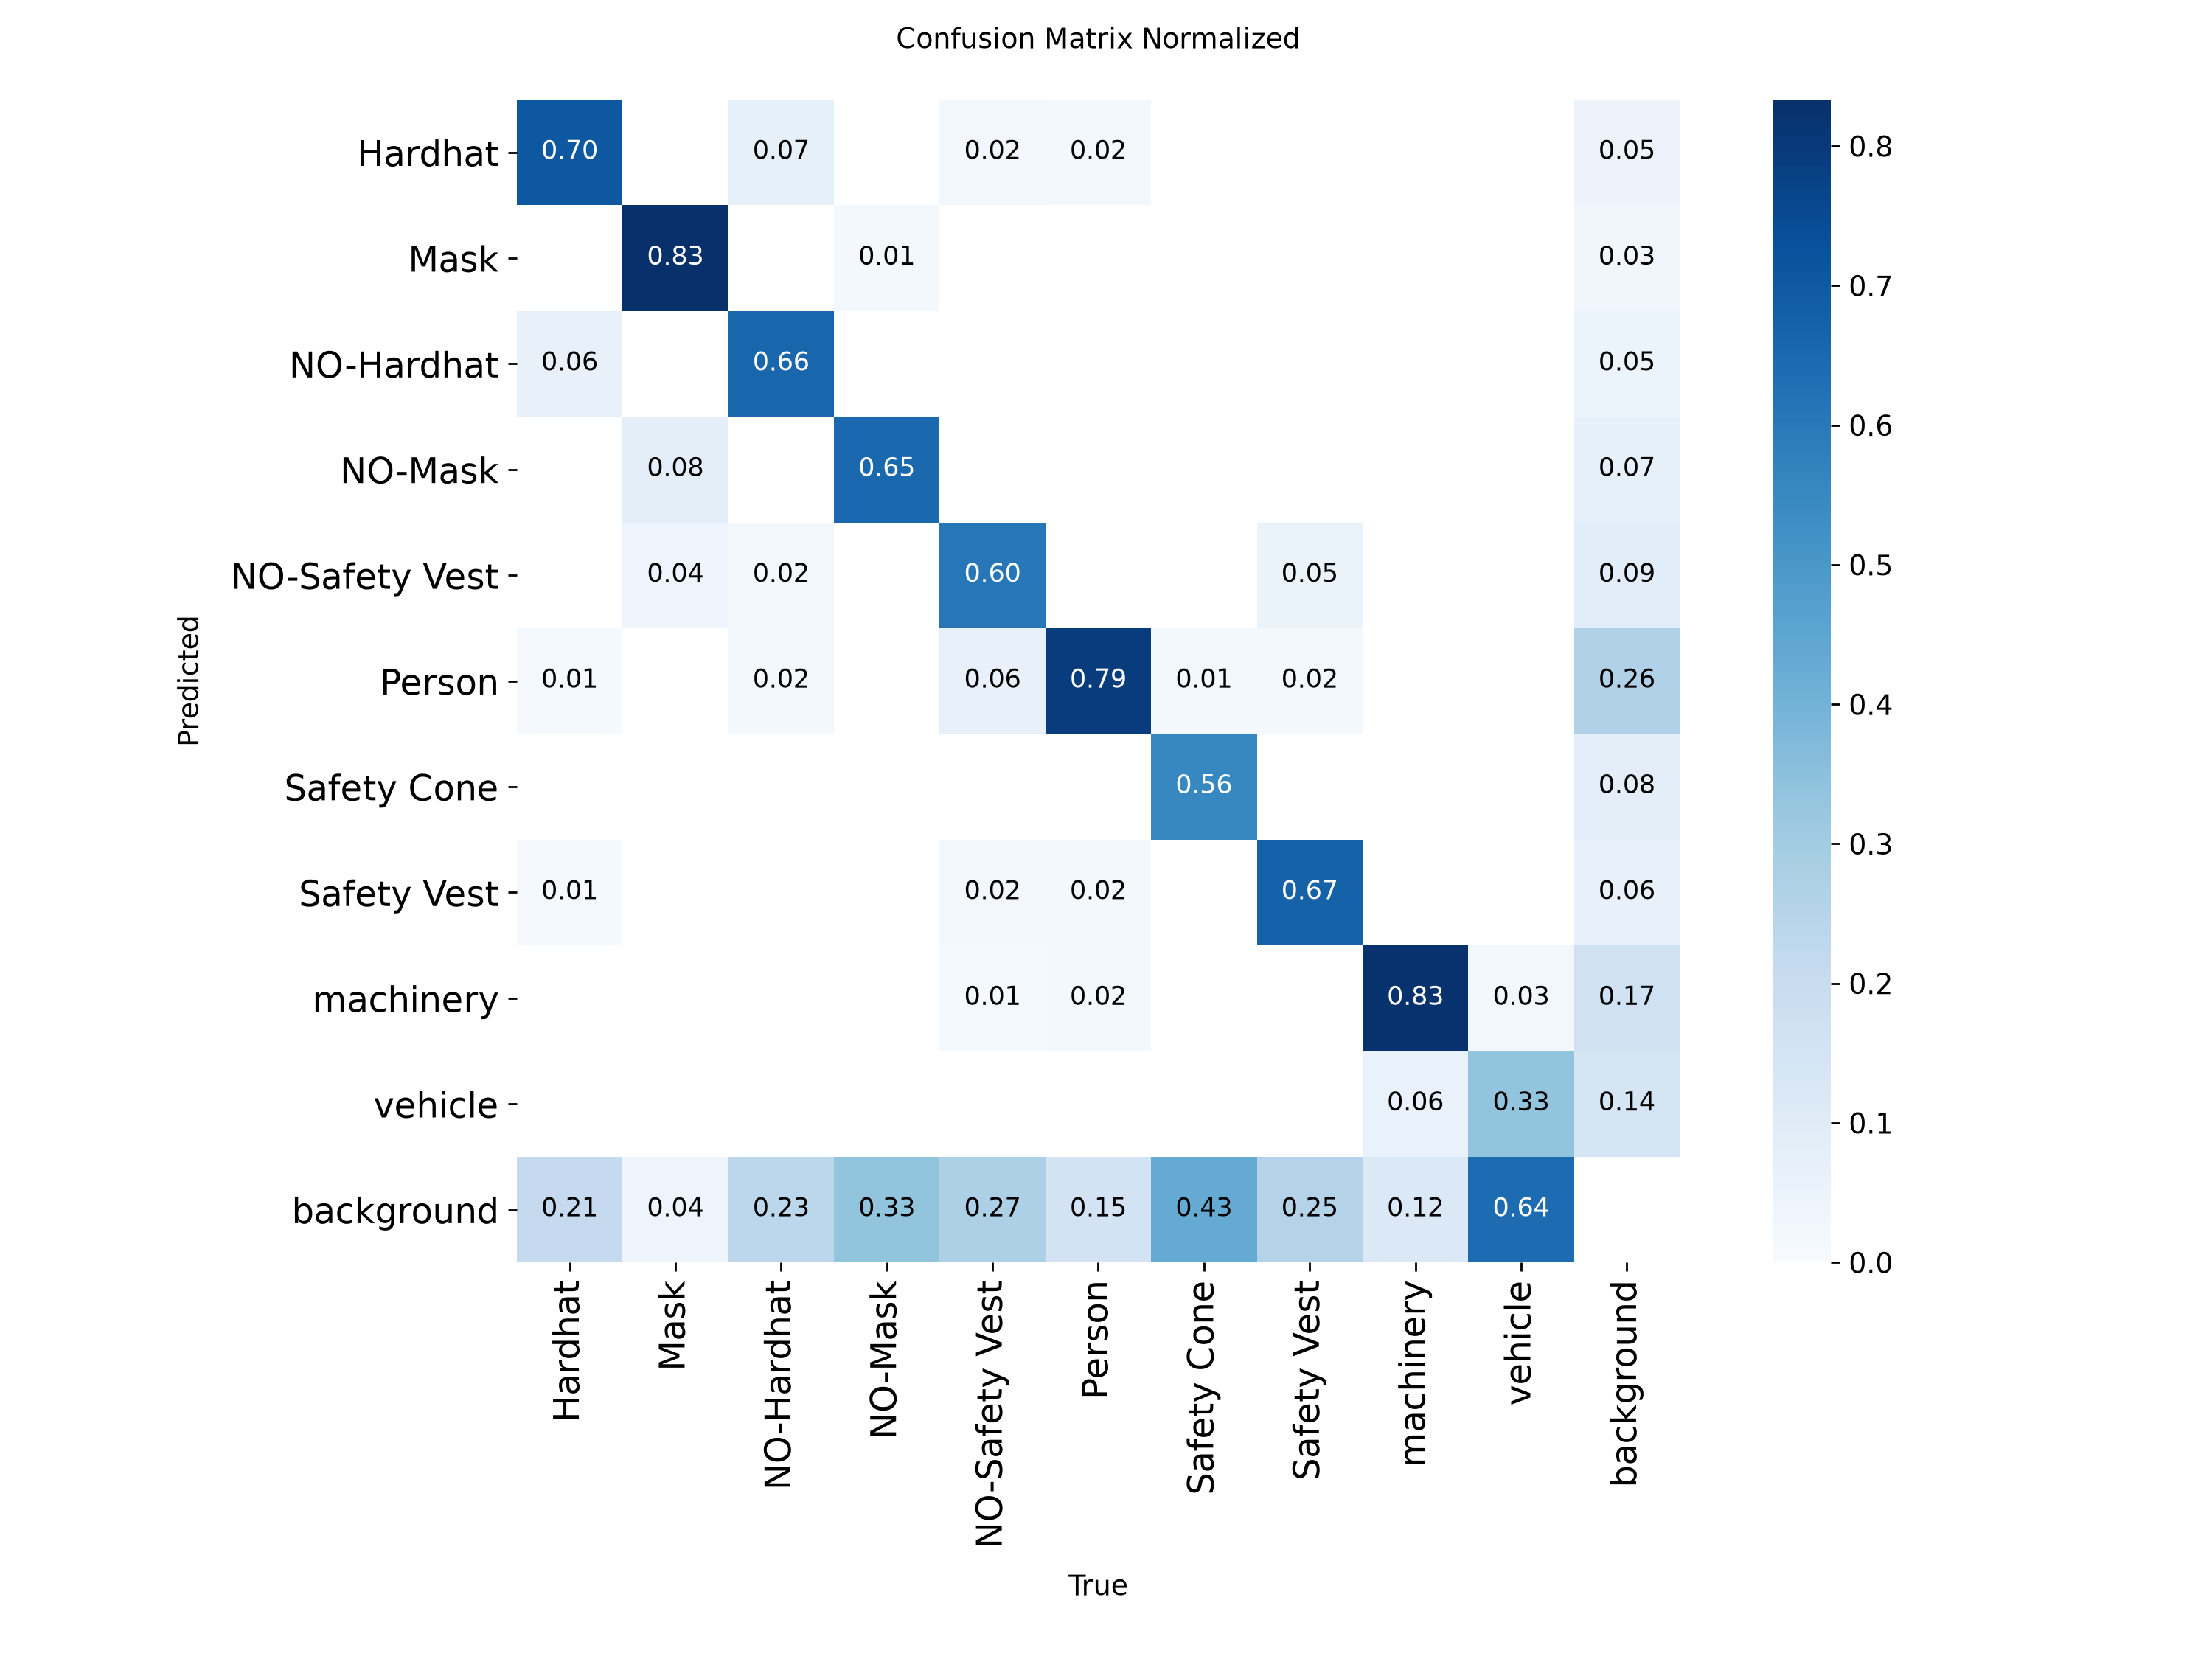 Confusion Matrix Normalized
Hardhat 0.70 0.07 0.02 0.02 0.05
Mask 0.83 0.01 0.03
NO-Hardhat 0.06 0.66 0.05
NO-Mask 0.08 0.65 0.07
NO-Safety Vest 0.04 0.02 0.60 0.05 0.09
Person 0.01 0.02 0.06 0.79 0.01 0.02 0.26
Safety Cone 0.56 0.08
Safety Vest 0.01 0.02 0.02 0.67 0.06
machinery 0.01 0.02 0.83 0.03 0.17
vehicle 0.06 0.33 0.14
background 0.21 0.04 0.23 0.33 0.27 0.15 0.43 0.25 0.12 0.64
Predicted
Hardhat
Mask
NO-Hardhat
NO-Mask
NO-Safety Vest
Person
Safety Cone
Safety Vest
machinery
vehicle
background
True
0.8
0.7
0.6
0.5
0.4
0.3
0.2
0.1
0.0